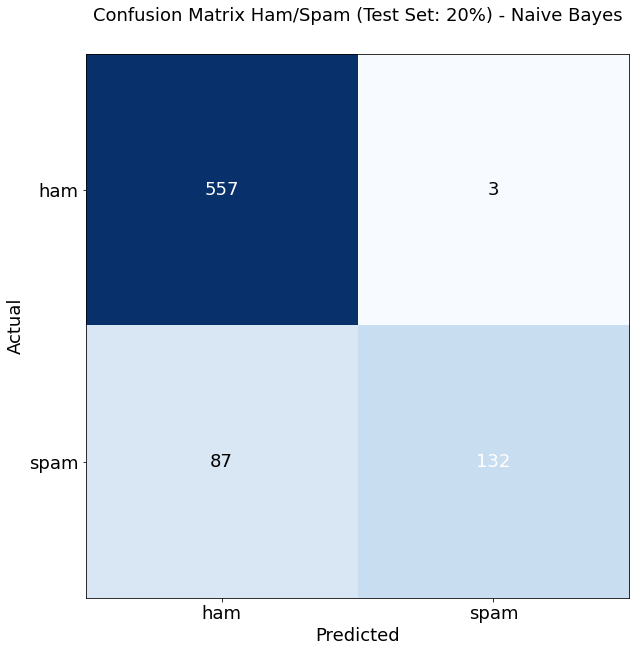 Confusion Matrix Ham/Spam (Test Set: 20%) - Naive Bayes
ham
557
3
Actual
spam
87
132
ham
spam
Predicted